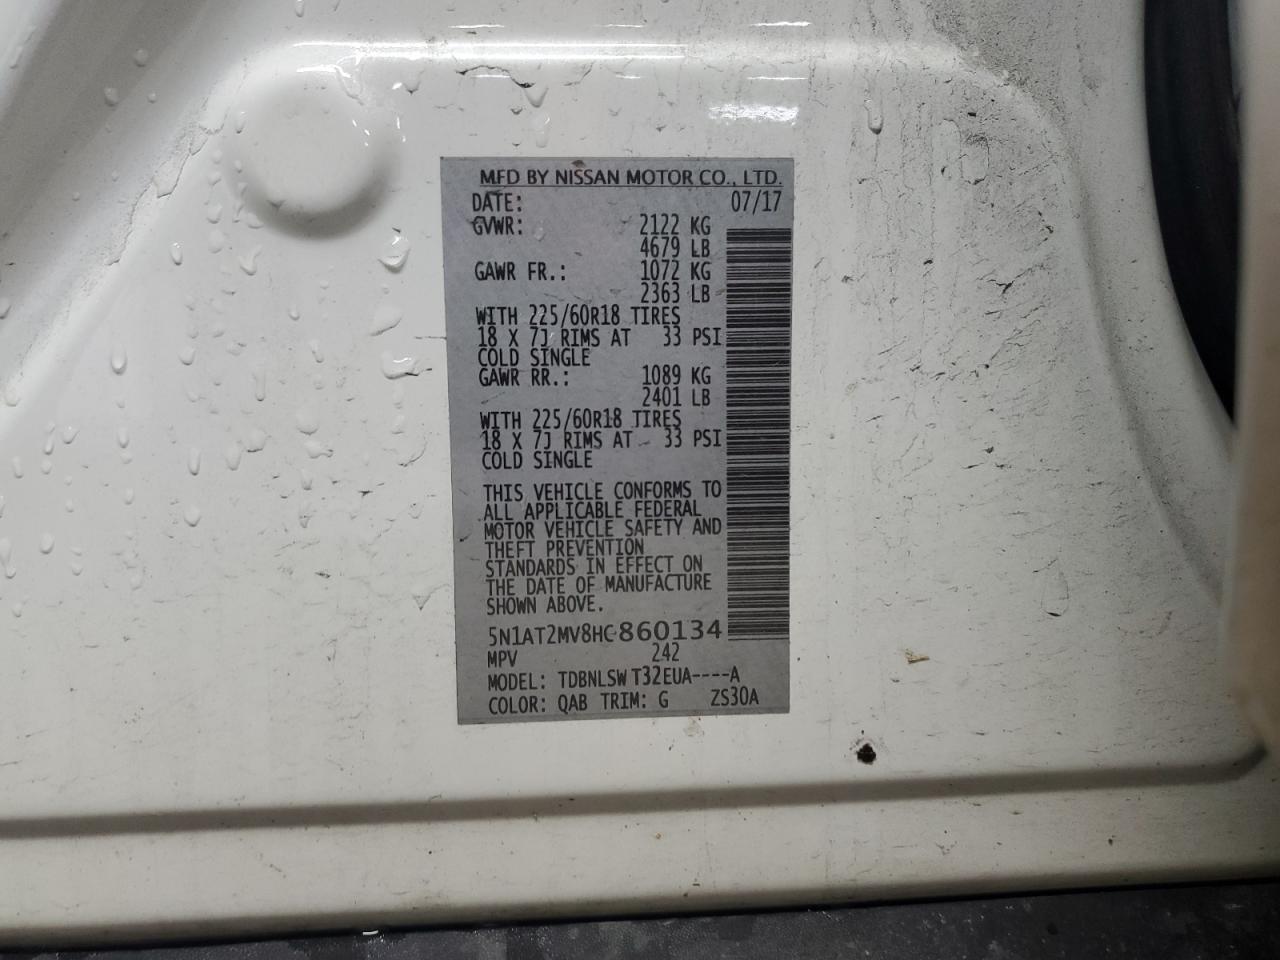 MFD BY NISSAN MOTOR CO., LTD.
DATE: 07/17
GVWR: 2122 KG
4679 LB
GAWR FR.: 1072 KG
2363 LB
WITH 225/60R18 TIRES
18 X 7J RIMS AT 33 PSI
COLD SINGLE
GAWR RR.: 1089 KG
2401 LB
WITH 225/60R18 TIRES
18 X 7J RIMS AT 33 PSI
COLD SINGLE
THIS VEHICLE CONFORMS TO
ALL APPLICABLE FEDERAL
MOTOR VEHICLE SAFETY AND
THEFT PREVENTION
STANDARDS IN EFFECT ON
THE DATE OF MANUFACTURE
SHOWN ABOVE.
5N1AT2MV8HC860134
MPV 242
MODEL: TDBNLSW T32EUA----A
COLOR: QAB TRIM: G ZS30A